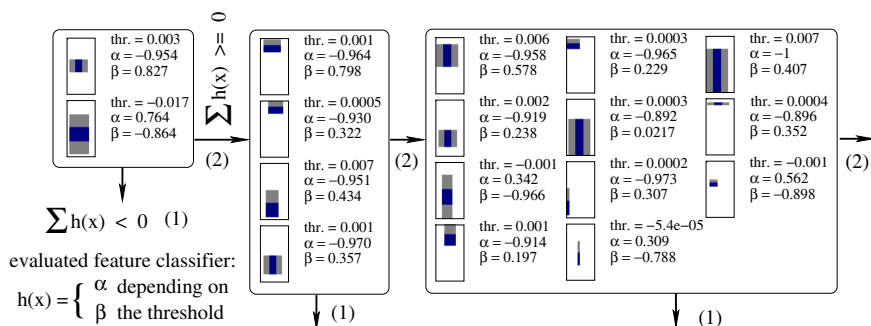 thr. = 0.003
α = −0.954
β = 0.827
thr. = −0.017
α = 0.764
β = −0.864
∑ h(x) >= 0
(2)
∑ h(x) < 0 (1)
evaluated feature classifier:
h(x) = { α depending on
β the threshold
thr. = 0.001
α = −0.964
β = 0.798
thr. = 0.0005
α = −0.930
β = 0.322
thr. = 0.007
α = −0.951
β = 0.434
thr. = 0.001
α = −0.970
β = 0.357
(1)
(2)
thr. = 0.006
α = −0.958
β = 0.578
thr. = 0.002
α = −0.919
β = 0.238
thr. = −0.001
α = 0.342
β = −0.966
thr. = 0.001
α = −0.914
β = 0.197
thr. = 0.0003
α = −0.965
β = 0.229
thr. = 0.0003
α = −0.892
β = 0.0217
thr. = 0.0002
α = −0.973
β = 0.307
thr. = −5.4e−05
α = 0.309
β = −0.788
thr. = 0.007
α = −1
β = 0.407
thr. = 0.0004
α = −0.896
β = 0.352
thr. = −0.001
α = 0.562
β = −0.898
(1)
(2)